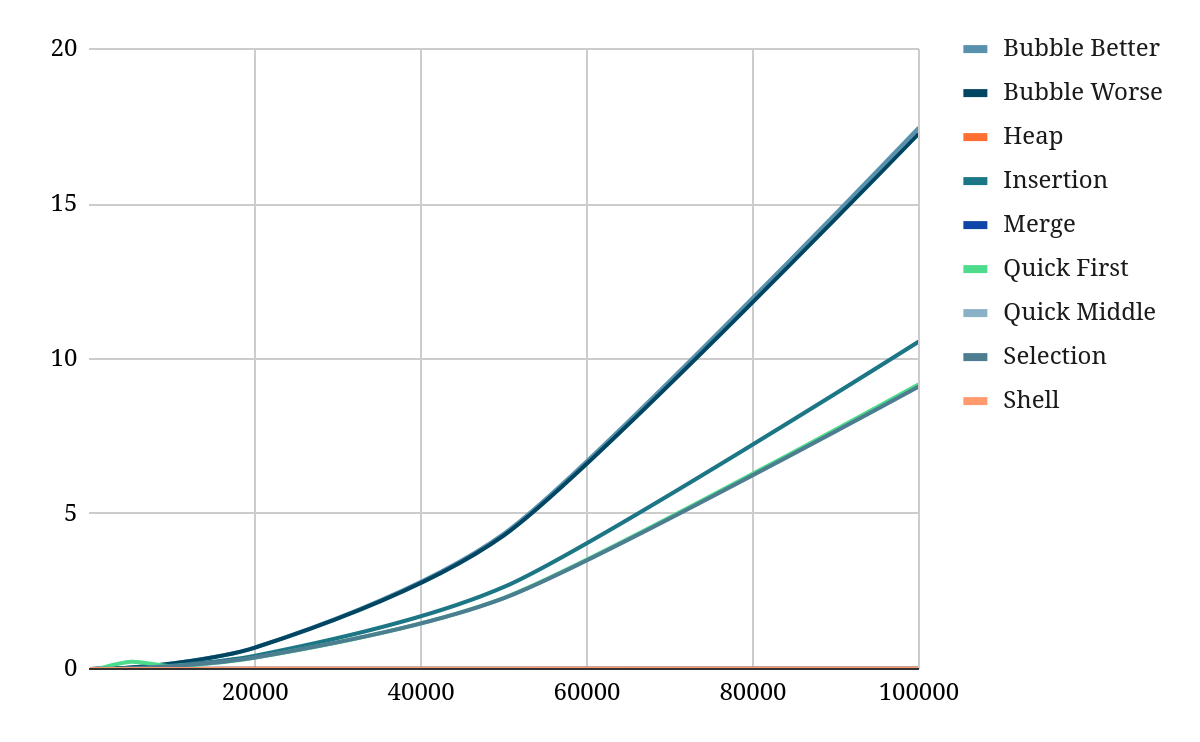 20
15
10
5
0
20000
40000
60000
80000
100000
Bubble Better
Bubble Worse
Heap
Insertion
Merge
Quick First
Quick Middle
Selection
Shell